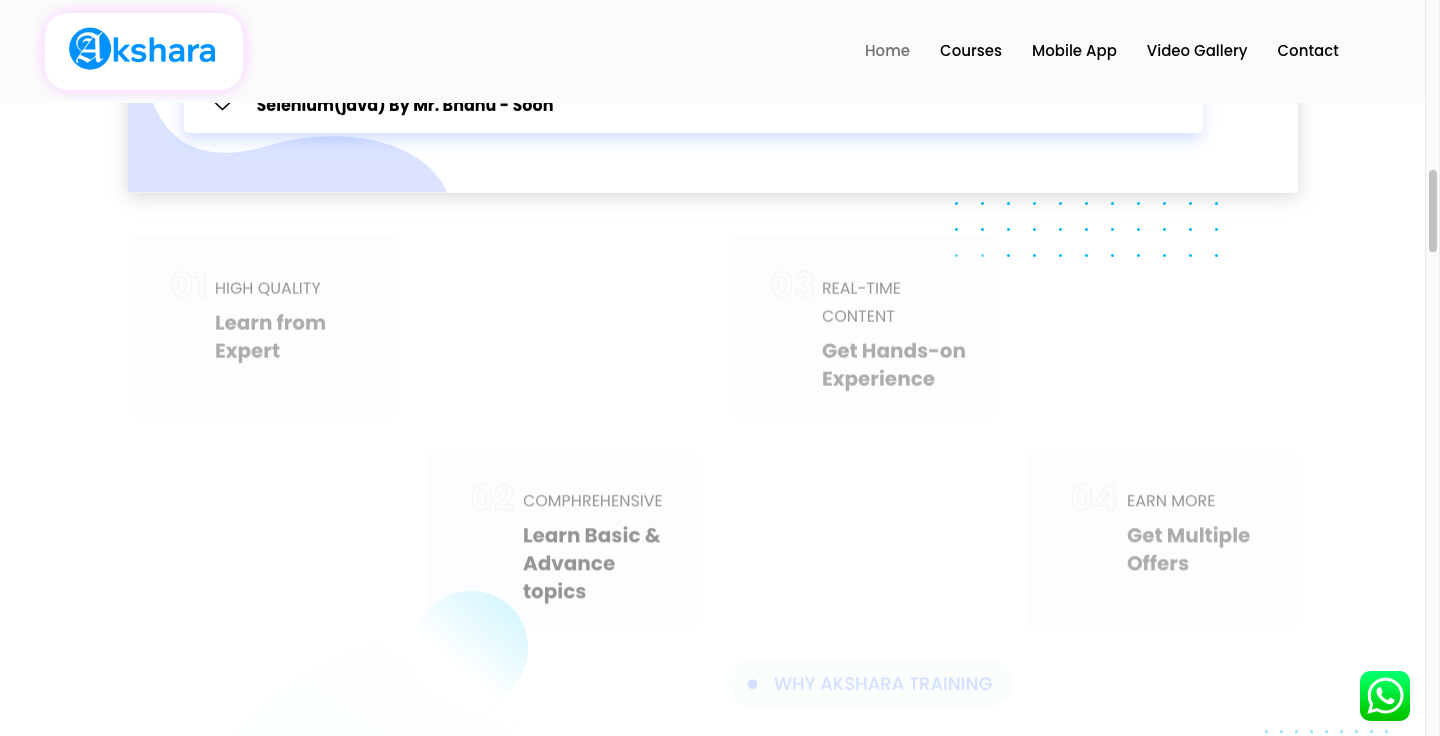 Akshara
Home Courses Mobile App Video Gallery Contact
Selenium(java) By Mr. Bhanu - Soon
01 HIGH QUALITY
Learn from
Expert
03 REAL-TIME
CONTENT
Get Hands-on
Experience
02 COMPHREHENSIVE
Learn Basic &
Advance
topics
04 EARN MORE
Get Multiple
Offers
WHY AKSHARA TRAINING